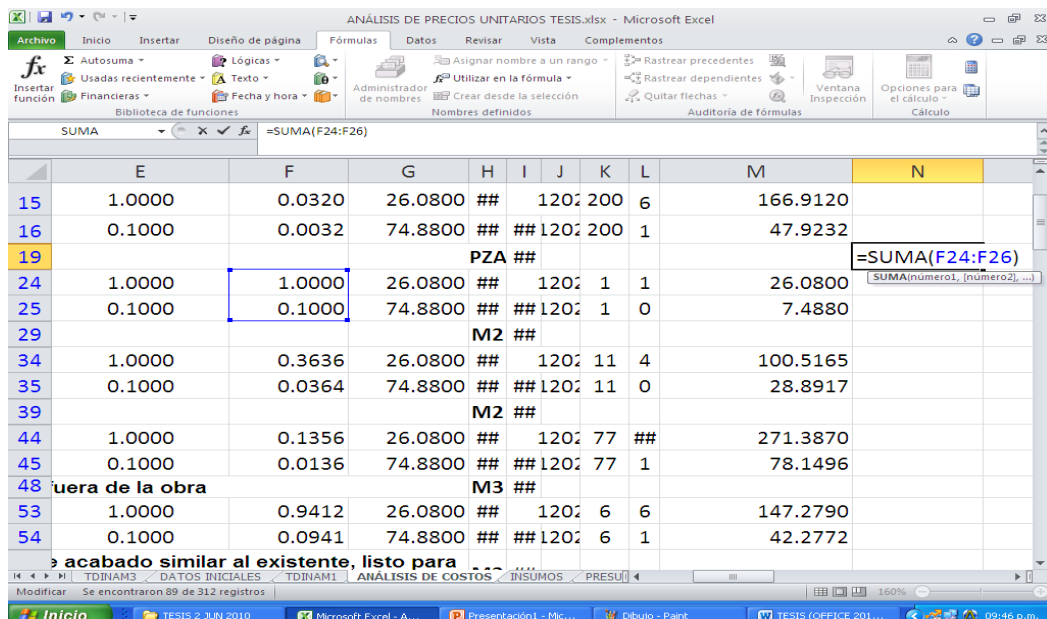 ANÁLISIS DE PRECIOS UNITARIOS TESIS.xlsx - Microsoft Excel
Archivo Inicio Insertar Diseño de página Fórmulas Datos Revisar Vista Complementos
fx Insertar función
Σ Autosuma
Usadas recientemente
Financieras
Lógicas
Texto
Fecha y hora
Biblioteca de funciones
Administrador de nombres
Asignar nombre a un rango
Utilizar en la fórmula
Crear desde la selección
Nombres definidos
Rastrear precedentes
Rastrear dependientes
Quitar flechas
Ventana Inspección
Auditoría de fórmulas
Opciones para el cálculo
Cálculo
SUMA fx =SUMA(F24:F26)
E F G H I J K L M N
15 1.0000 0.0320 26.0800 ## 1202 200 6 166.9120
16 0.1000 0.0032 74.8800 ## ## 1202 200 1 47.9232
19 PZA ## =SUMA(F24:F26)
SUMA(número1, [número2], ...)
24 1.0000 1.0000 26.0800 ## 1202 1 1 26.0800
25 0.1000 0.1000 74.8800 ## ## 1202 1 0 7.4880
29 M2 ##
34 1.0000 0.3636 26.0800 ## 1202 11 4 100.5165
35 0.1000 0.0364 74.8800 ## ## 1202 11 0 28.8917
39 M2 ##
44 1.0000 0.1356 26.0800 ## 1202 77 ## 271.3870
45 0.1000 0.0136 74.8800 ## ## 1202 77 1 78.1496
48 fuera de la obra M3 ##
53 1.0000 0.9412 26.0800 ## 1202 6 6 147.2790
54 0.1000 0.0941 74.8800 ## ## 1202 6 1 42.2772
e acabado similar al existente, listo para
TDINAM3 DATOS INICIALES TDINAM1 ANÁLISIS DE COSTOS INSUMOS PRESU
Modificar Se encontraron 89 de 312 registros 160%
Inicio TESIS 2 JUN 2010 Microsoft Excel - A... Presentación1 - Mic... Dibujo - Paint TESIS (OFFICE 201... 09:46 p.m.